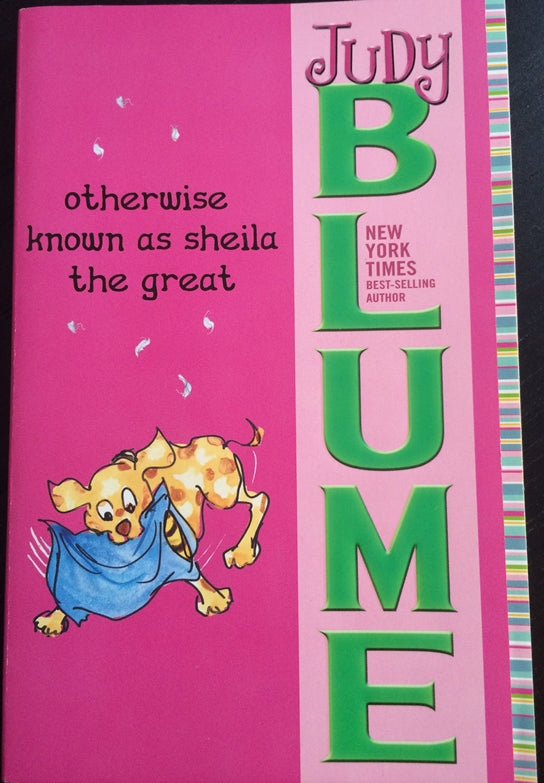 otherwise
known as sheila
the great
JUDY
BLUME
NEW
YORK
TIMES
BEST-SELLING
AUTHOR